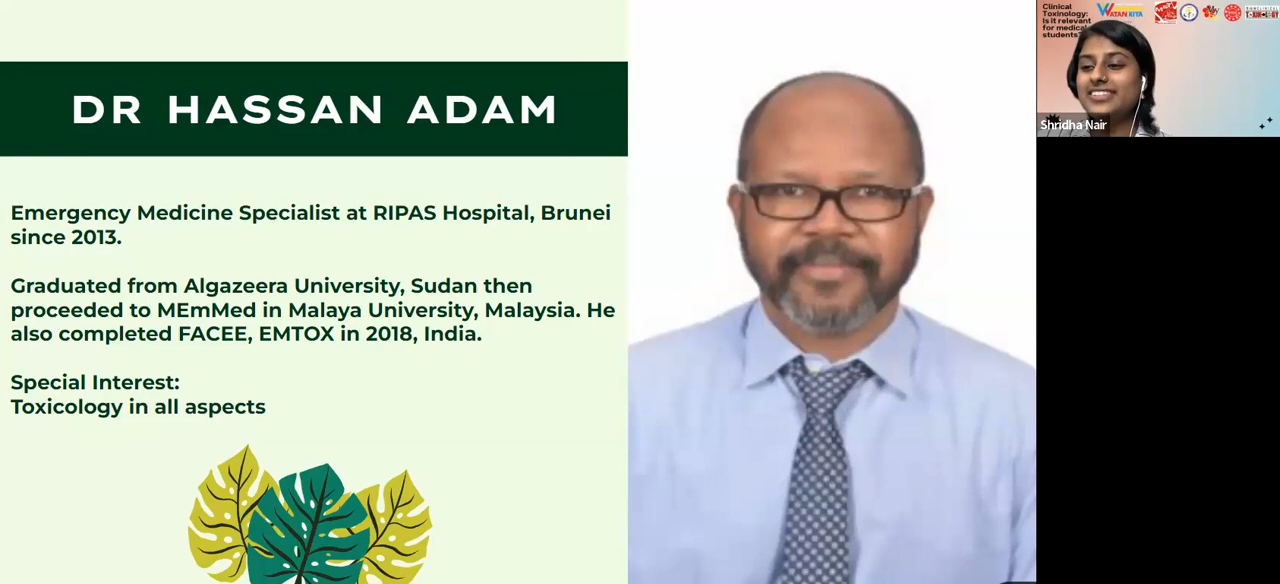 DR HASSAN ADAM
Emergency Medicine Specialist at RIPAS Hospital, Brunei
since 2013.
Graduated from Algazeera University, Sudan then
proceeded to MEmMed in Malaya University, Malaysia. He
also completed FACEE, EMTOX in 2018, India.
Special Interest:
Toxicology in all aspects
Clinical
Toxinology:
Is it relevant
for medical
students
WATAN KITA
Shridha Nair